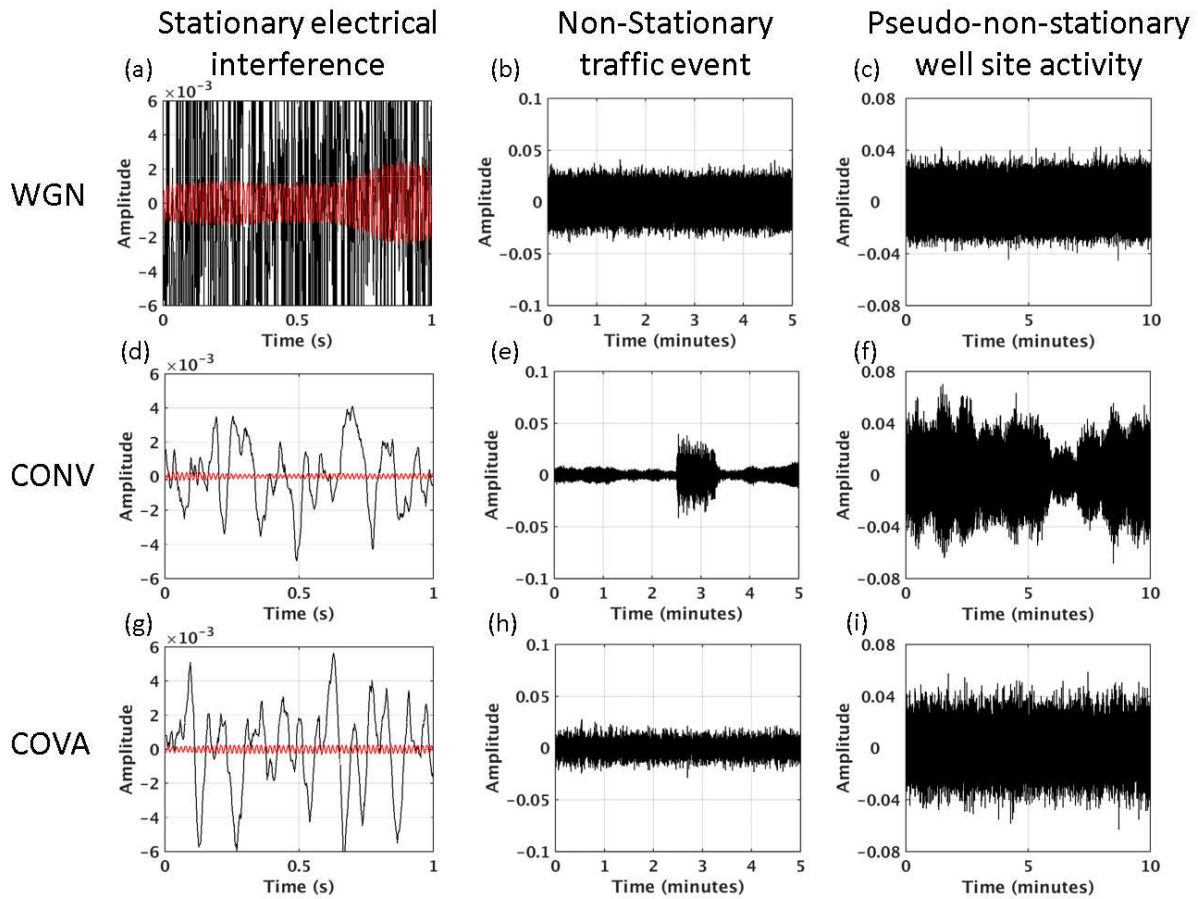 Stationary electrical
interference
Non-Stationary
traffic event
Pseudo-non-stationary
well site activity
WGN
(a)
×10⁻³
6
4
2
0
−2
−4
−6
Amplitude
0
0.5
1
Time (s)
(b)
0.1
0.05
0
−0.05
−0.1
Amplitude
0
1
2
3
4
5
Time (minutes)
(c)
0.08
0.04
0
−0.04
−0.08
Amplitude
0
10
Time (minutes)
CONV
(d)
×10⁻³
6
4
2
0
−2
−4
−6
Amplitude
0
0.5
1
Time (s)
(e)
0.1
0.05
0
−0.05
−0.1
Amplitude
0
1
2
3
4
5
Time (minutes)
(f)
0.08
0.04
0
−0.04
−0.08
Amplitude
0
10
Time (minutes)
COVA
(g)
×10⁻³
6
4
2
0
−2
−4
−6
Amplitude
0
0.5
1
Time (s)
(h)
0.1
0.05
0
−0.05
−0.1
Amplitude
0
1
2
3
4
5
Time (minutes)
(i)
0.08
0.04
0
−0.04
−0.08
Amplitude
0
10
Time (minutes)